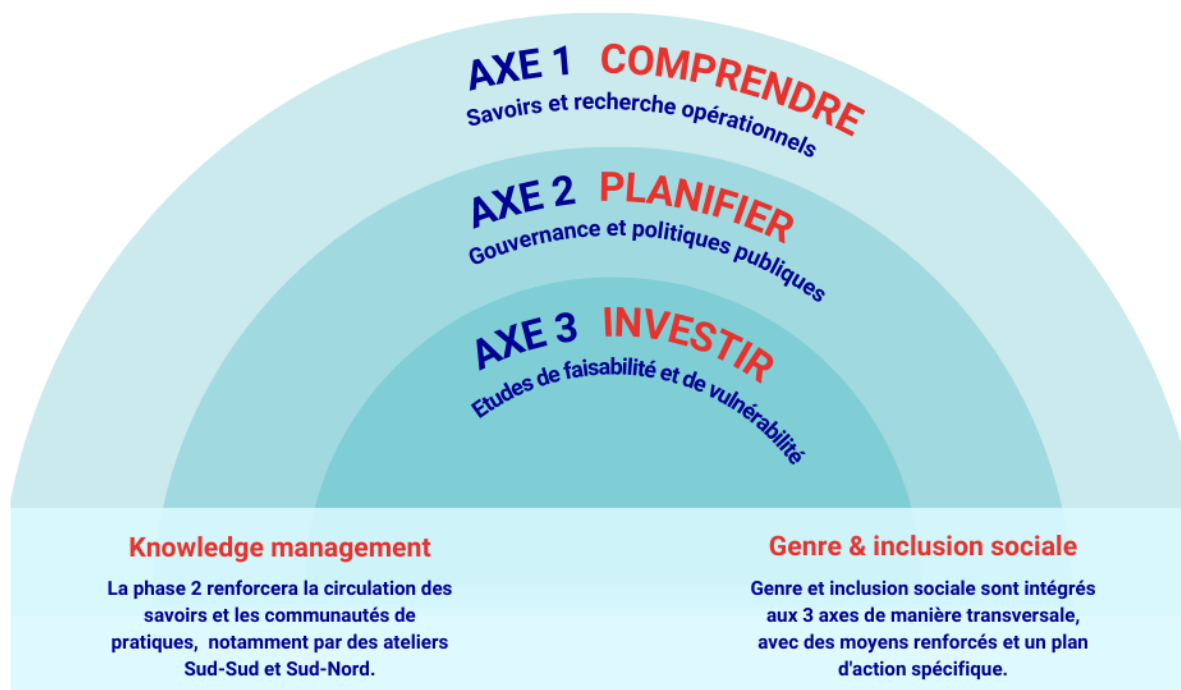 AXE 1 COMPRENDRE
Savoirs et recherche opérationnels
AXE 2 PLANIFIER
Gouvernance et politiques publiques
AXE 3 INVESTIR
Etudes de faisabilité et de vulnérabilité
Knowledge management
La phase 2 renforcera la circulation des
savoirs et les communautés de
pratiques, notamment par des ateliers
Sud-Sud et Sud-Nord.
Genre & inclusion sociale
Genre et inclusion sociale sont intégrés
aux 3 axes de manière transversale,
avec des moyens renforcés et un plan
d'action spécifique.